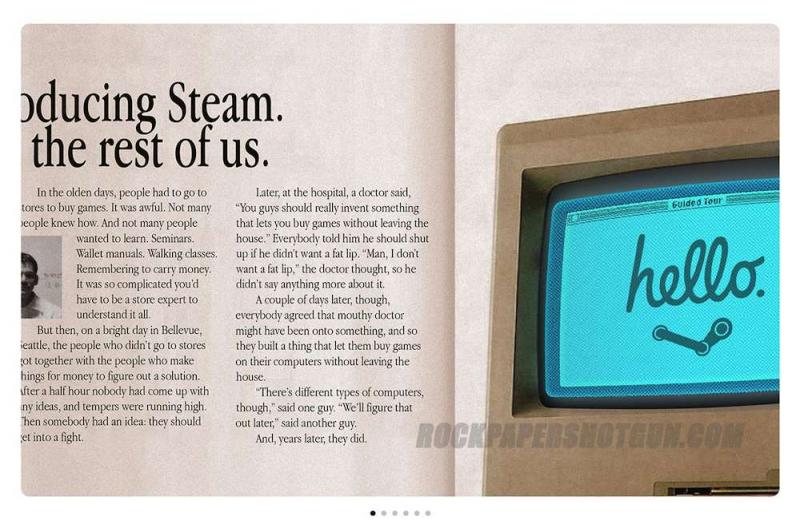 oducing Steam.
the rest of us.
In the olden days, people had to go to
tores to buy games. It was awful. Not many
people knew how. And not many people
wanted to learn. Seminars.
Wallet manuals. Walking classes.
Remembering to carry money.
It was so complicated you'd
have to be a store expert to
understand it all.
But then, on a bright day in Bellevue,
Seattle, the people who didn't go to stores
got together with the people who make
things for money to figure out a solution.
After a half hour nobody had come up with
any ideas, and tempers were running high.
Then somebody had an idea: they should
get into a fight.
Later, at the hospital, a doctor said,
“You guys should really invent something
that lets you buy games without leaving the
house.” Everybody told him he should shut
up if he didn't want a fat lip. “Man, I don't
want a fat lip,” the doctor thought, so he
didn't say anything more about it.
A couple of days later, though,
everybody agreed that mouthy doctor
might have been onto something, and so
they built a thing that let them buy games
on their computers without leaving the
house.
“There's different types of computers,
though,” said one guy. “We'll figure that
out later,” said another guy.
And, years later, they did.
Guided Tour
hello.
ROCKPAPERSHOTGUN.COM